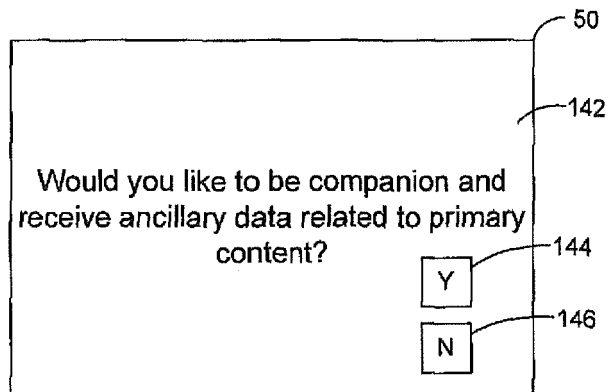 50
142
Would you like to be companion and
receive ancillary data related to primary
content?
144
Y
146
N